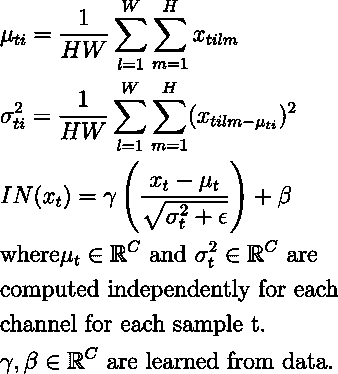 μ_{ti} = \frac{1}{HW} \sum_{l=1}^{W} \sum_{m=1}^{H} x_{tilm}
σ_{ti}^2 = \frac{1}{HW} \sum_{l=1}^{W} \sum_{m=1}^{H} (x_{tilm-μ_{ti}})^2
IN(x_t) = γ \left( \frac{x_t - μ_t}{\sqrt{σ_t^2 + ϵ}} \right) + β
whereμ_t ∈ ℝ^C and σ_t^2 ∈ ℝ^C are
computed independently for each
channel for each sample t.
γ, β ∈ ℝ^C are learned from data.